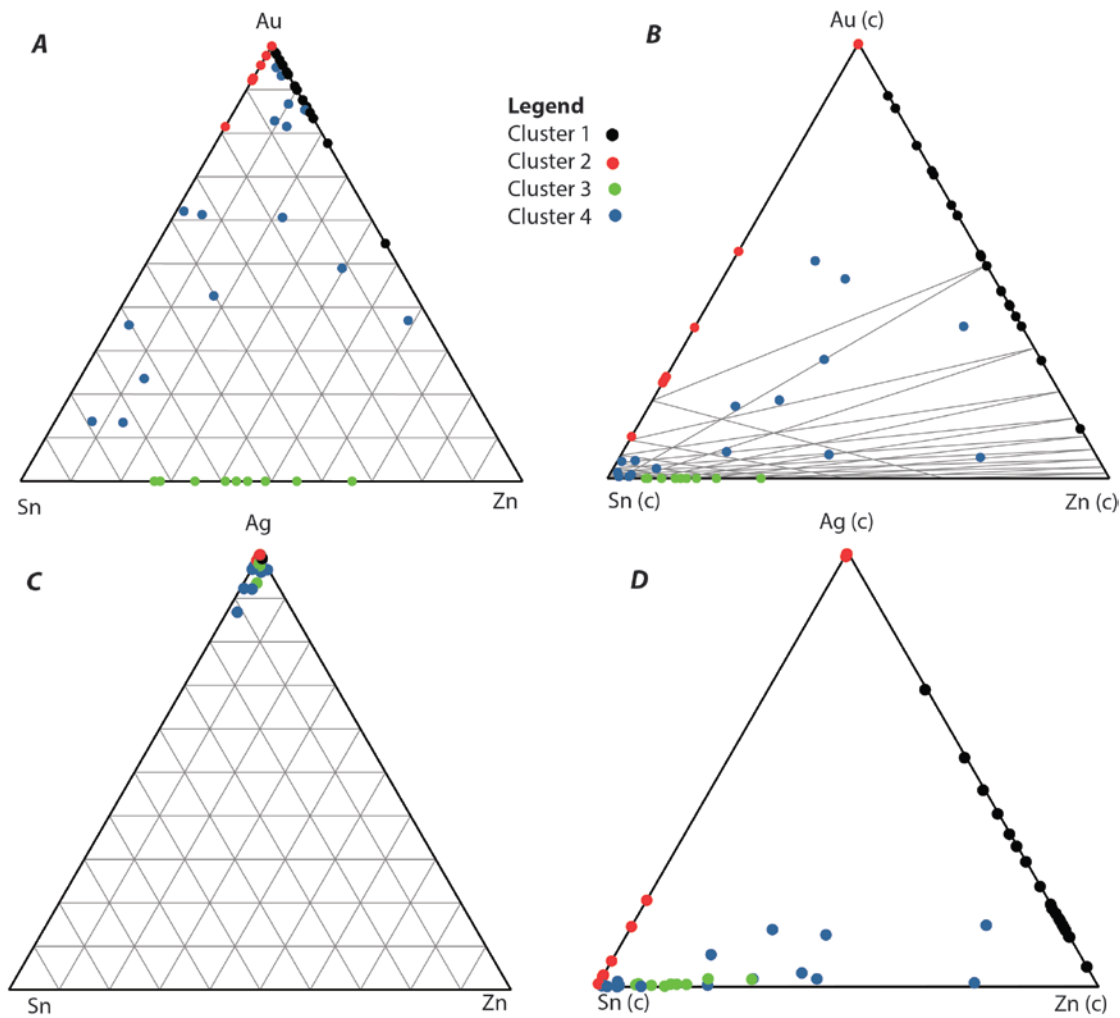 A
Au
Sn
Zn
Legend
Cluster 1
Cluster 2
Cluster 3
Cluster 4
B
Au (c)
Sn (c)
Zn (c)
C
Ag
Sn
Zn
D
Ag (c)
Sn (c)
Zn (c)